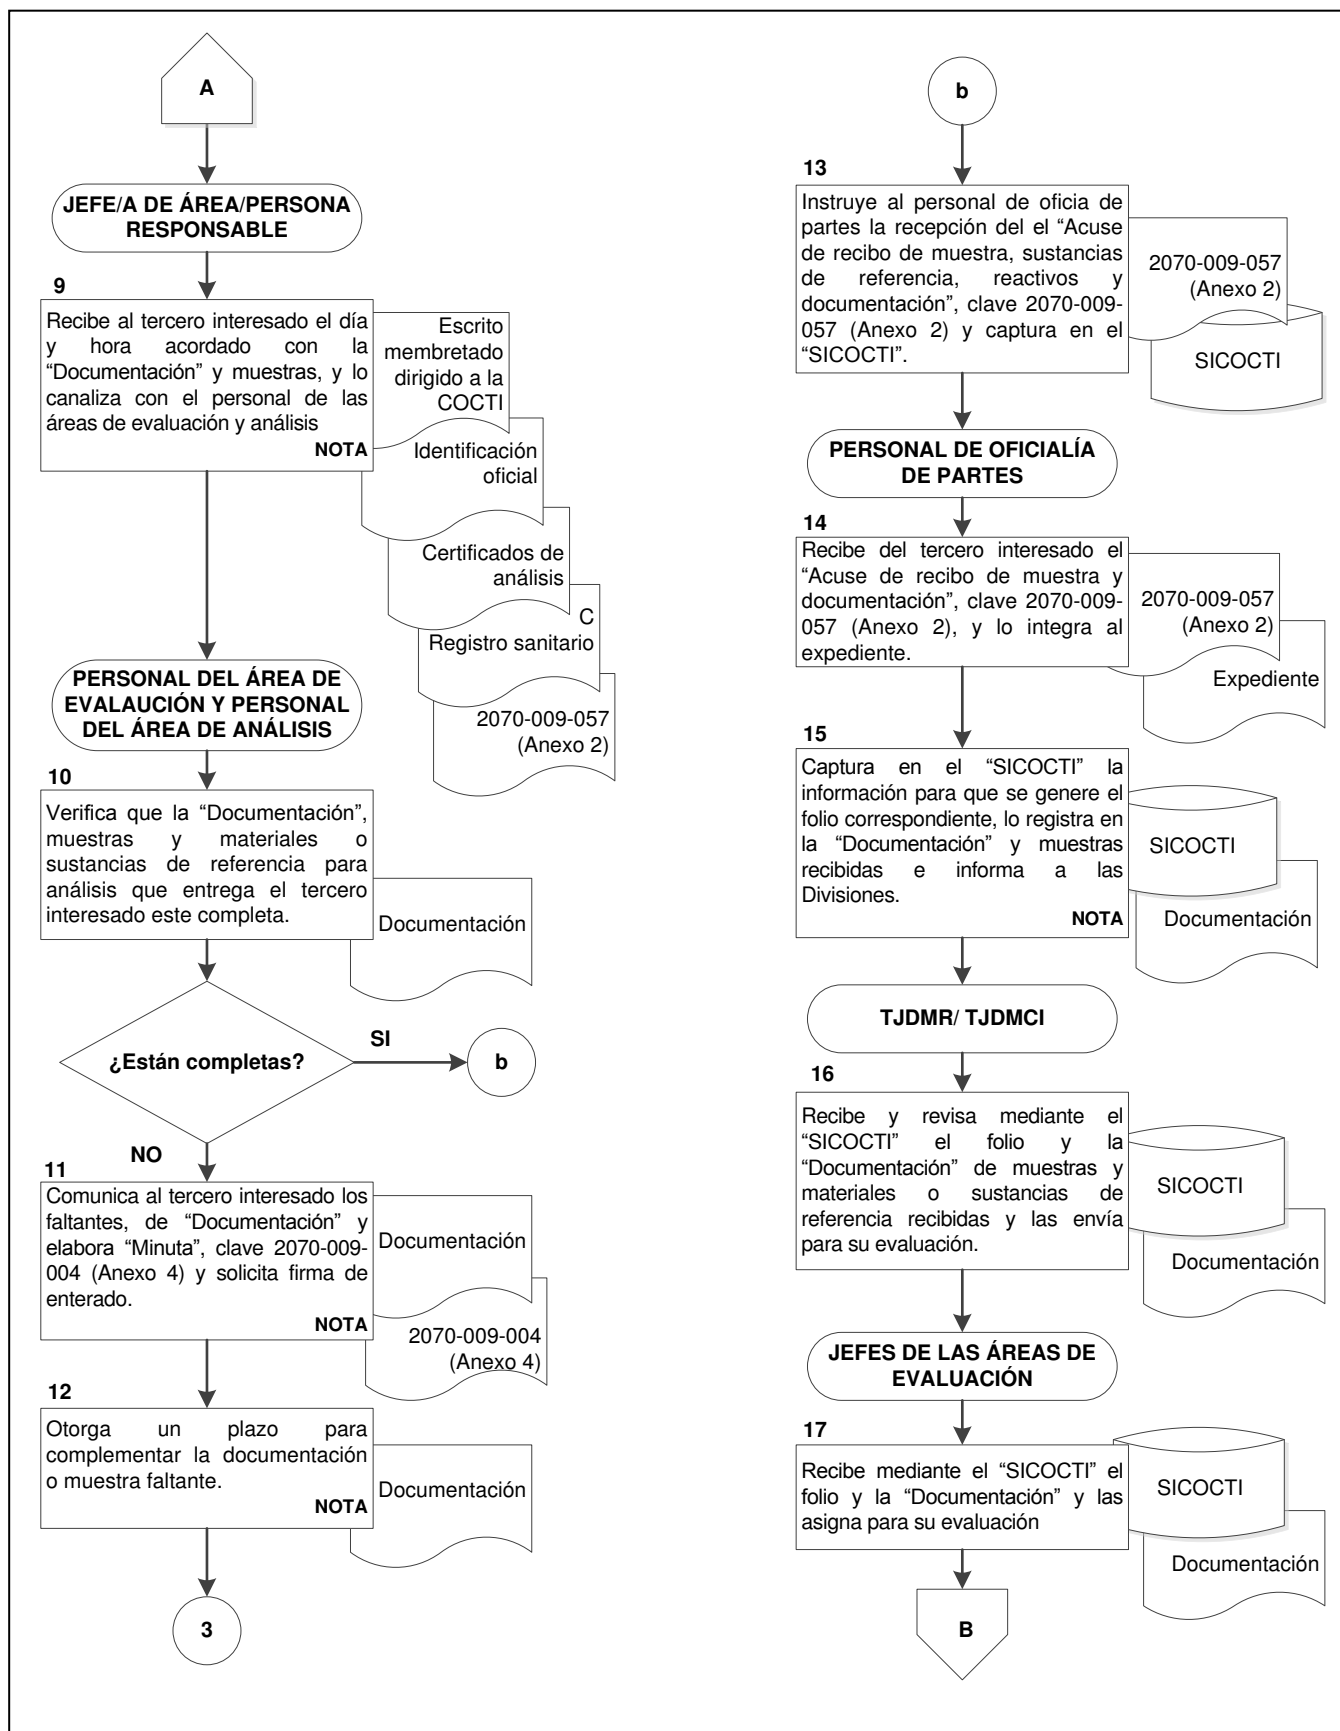 A
JEFE/A DE ÁREA/PERSONA
RESPONSABLE
9
Recibe al tercero interesado el día
y hora acordado con la
“Documentación” y muestras, y lo
canaliza con el personal de las
áreas de evaluación y análisis
NOTA
Escrito
membretado
dirigido a la
COCTI
Identificación
oficial
Certificados de
análisis
C
Registro sanitario
2070-009-057
(Anexo 2)
PERSONAL DEL ÁREA DE
EVALAUCIÓN Y PERSONAL
DEL ÁREA DE ANÁLISIS
10
Verifica que la “Documentación”,
muestras y materiales o
sustancias de referencia para
análisis que entrega el tercero
interesado este completa.
Documentación
¿Están completas?
SI
b
NO
11
Comunica al tercero interesado los
faltantes, de “Documentación” y
elabora “Minuta”, clave 2070-009-
004 (Anexo 4) y solicita firma de
enterado.
NOTA
Documentación
2070-009-004
(Anexo 4)
12
Otorga un plazo para
complementar la documentación
o muestra faltante.
NOTA
Documentación
3
b
13
Instruye al personal de oficia de
partes la recepción del el “Acuse
de recibo de muestra, sustancias
de referencia, reactivos y
documentación”, clave 2070-009-
057 (Anexo 2) y captura en el
“SICOCTI”.
2070-009-057
(Anexo 2)
SICOCTI
PERSONAL DE OFICIALÍA
DE PARTES
14
Recibe del tercero interesado el
“Acuse de recibo de muestra y
documentación”, clave 2070-009-
057 (Anexo 2), y lo integra al
expediente.
2070-009-057
(Anexo 2)
Expediente
15
Captura en el “SICOCTI” la
información para que se genere el
folio correspondiente, lo registra en
la “Documentación” y muestras
recibidas e informa a las
Divisiones.
NOTA
SICOCTI
Documentación
TJDMR/ TJDMCI
16
Recibe y revisa mediante el
“SICOCTI” el folio y la
“Documentación” de muestras y
materiales o sustancias de
referencia recibidas y las envía
para su evaluación.
SICOCTI
Documentación
JEFES DE LAS ÁREAS DE
EVALUACIÓN
17
Recibe mediante el “SICOCTI” el
folio y la “Documentación” y las
asigna para su evaluación
SICOCTI
Documentación
B